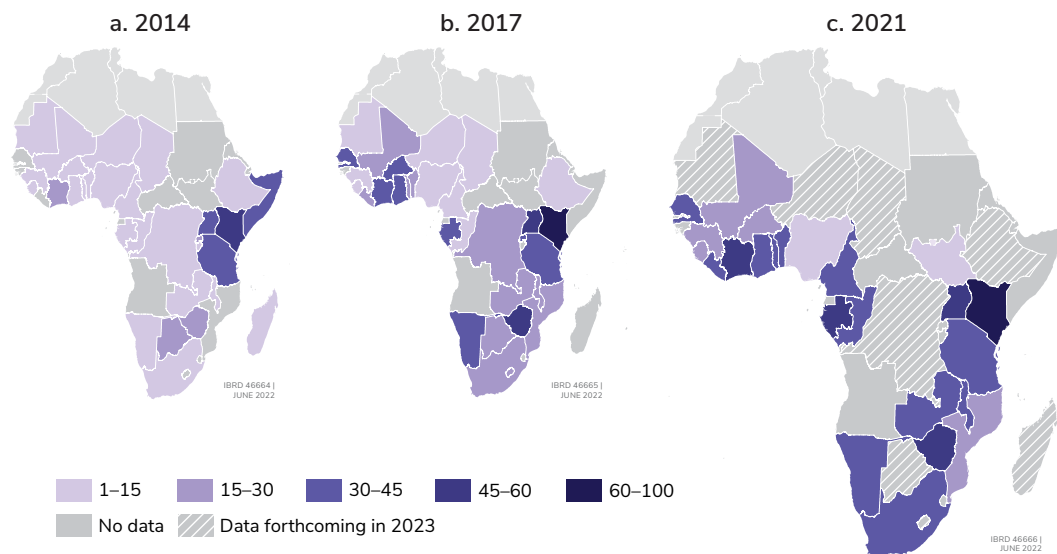 a. 2014
b. 2017
c. 2021
IBRD 46664 |
JUNE 2022
IBRD 46665 |
JUNE 2022
1–15
15–30
30–45
45–60
60–100
No data
Data forthcoming in 2023
IBRD 46666 |
JUNE 2022